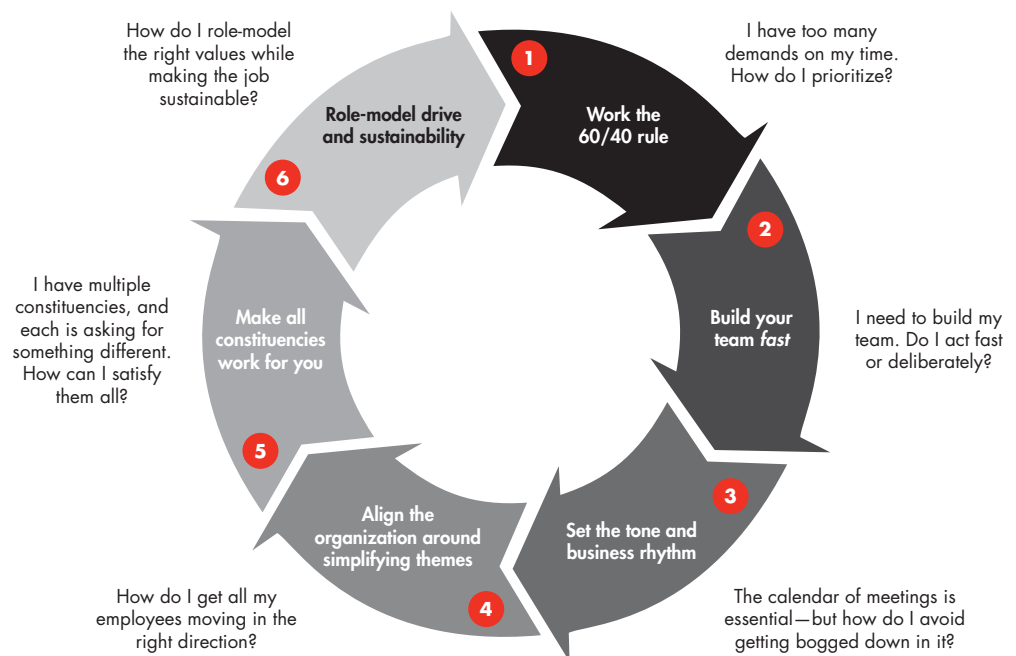 1
Work the
60/40 rule
I have too many
demands on my time.
How do I prioritize?
2
Build your
team fast
I need to build my
team. Do I act fast
or deliberately?
3
Set the tone and
business rhythm
The calendar of meetings is
essential—but how do I avoid
getting bogged down in it?
4
Align the
organization around
simplifying themes
How do I get all my
employees moving in the
right direction?
5
Make all
constituencies
work for you
I have multiple
constituencies, and
each is asking for
something different.
How can I satisfy
them all?
6
Role-model drive
and sustainability
How do I role-model
the right values while
making the job
sustainable?